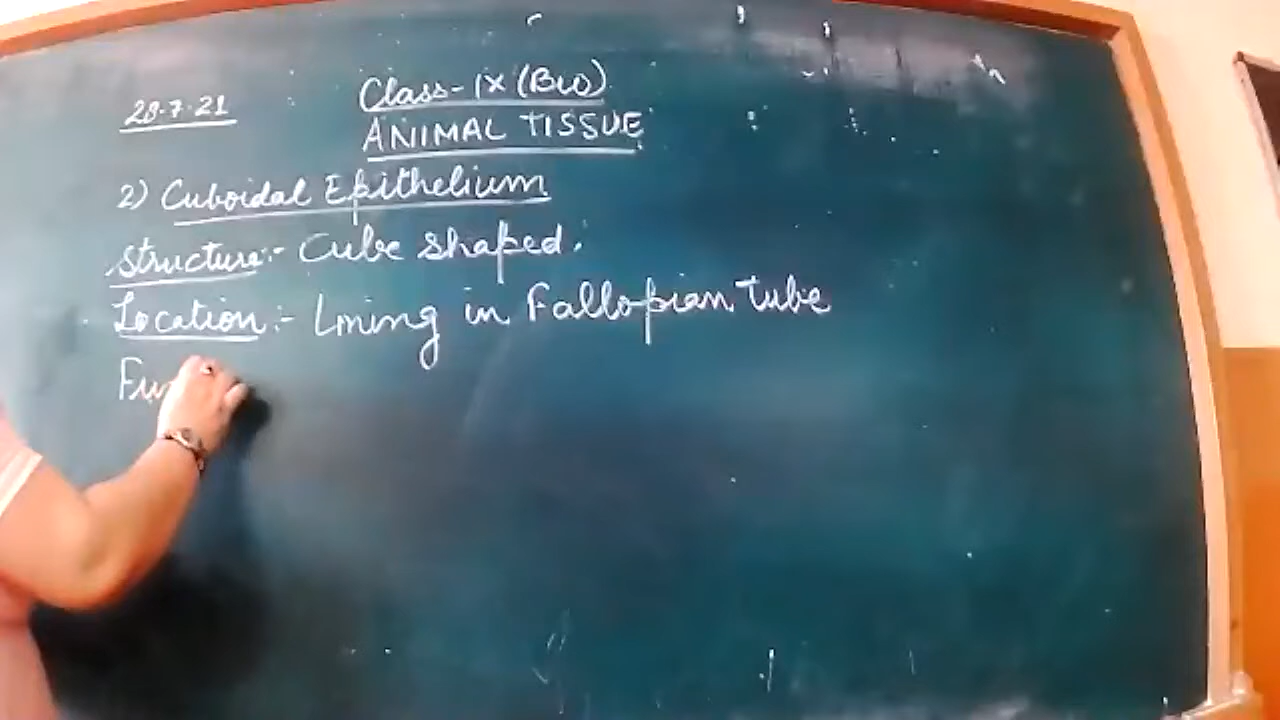 28.7.21
Class-IX (Bio)
ANIMAL TISSUE
2) Cuboidal Epithelium
Structure:- Cube shaped.
Location:- Lining in Fallopian Tube
Fu